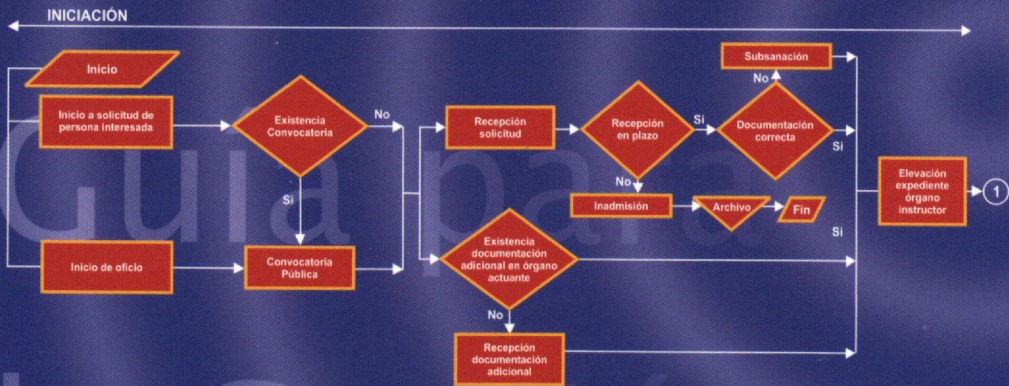 INICIACIÓN
Inicio
Inicio a solicitud de
persona interesada
Existencia
Convocatoria
No
Si
Inicio de oficio
Convocatoria
Pública
Recepción
solicitud
Recepción
en plazo
Si
No
Documentación
correcta
No
Si
Subsanación
Inadmisión
Archivo
Fin
Existencia
documentación
adicional en órgano
actuante
Si
No
Recepción
documentación
adicional
Elevación
expediente
órgano
instructor
1
Guía para